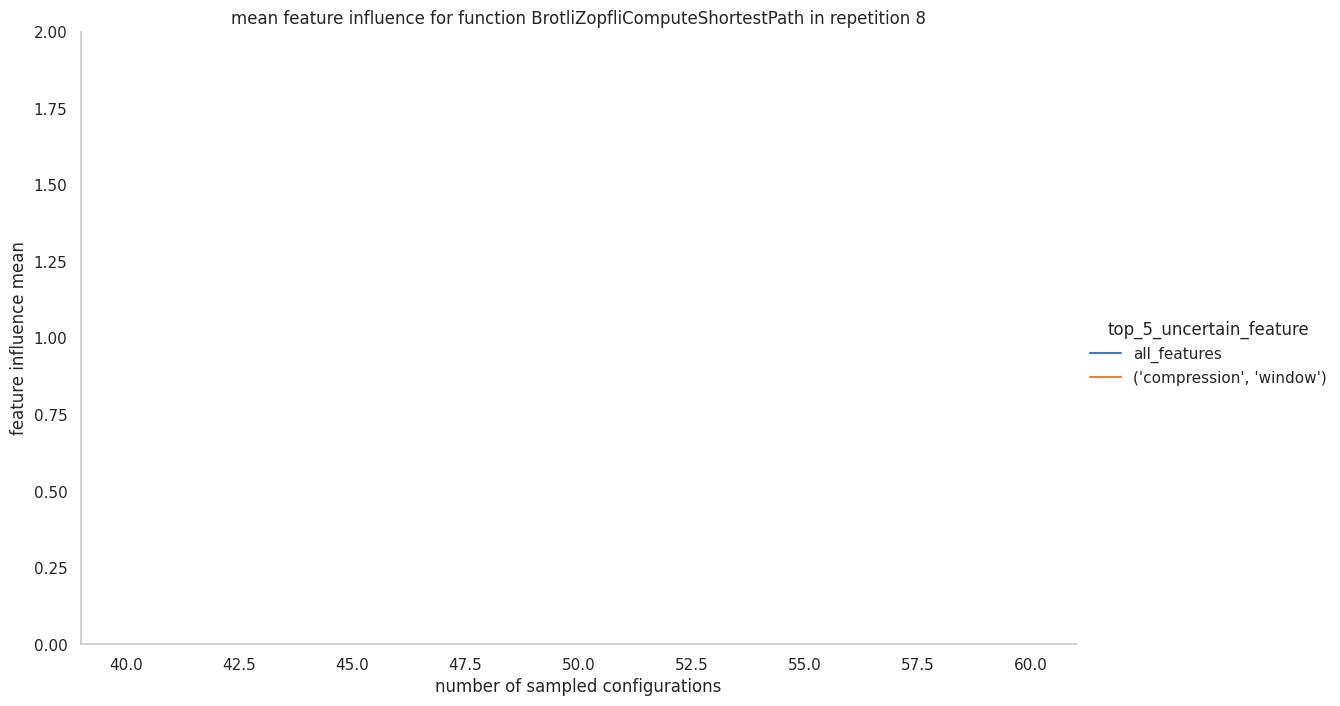 mean feature influence for function BrotliZopfliComputeShortestPath in repetition 8
2.00
1.75
1.50
1.25
1.00
0.75
0.50
0.25
0.00
feature influence mean
40.0 42.5 45.0 47.5 50.0 52.5 55.0 57.5 60.0
number of sampled configurations
top_5_uncertain_feature
all_features
('compression', 'window')